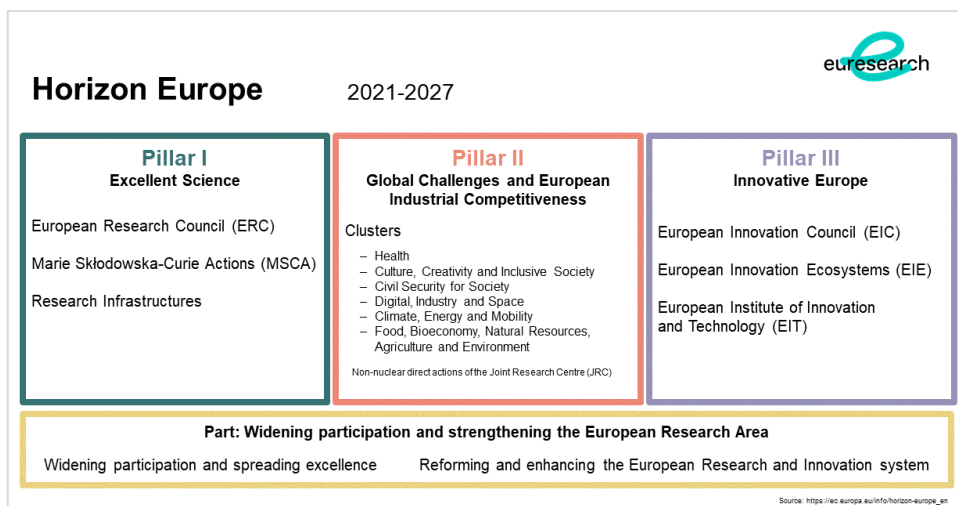 euresearch
Horizon Europe 2021-2027
Pillar I
Excellent Science
European Research Council (ERC)
Marie Skłodowska-Curie Actions (MSCA)
Research Infrastructures
Pillar II
Global Challenges and European
Industrial Competitiveness
Clusters
– Health
– Culture, Creativity and Inclusive Society
– Civil Security for Society
– Digital, Industry and Space
– Climate, Energy and Mobility
– Food, Bioeconomy, Natural Resources,
Agriculture and Environment
Non-nuclear direct actions of the Joint Research Centre (JRC)
Pillar III
Innovative Europe
European Innovation Council (EIC)
European Innovation Ecosystems (EIE)
European Institute of Innovation
and Technology (EIT)
Part: Widening participation and strengthening the European Research Area
Widening participation and spreading excellence Reforming and enhancing the European Research and Innovation system
Source: https://ec.europa.eu/info/horizon-europe_en